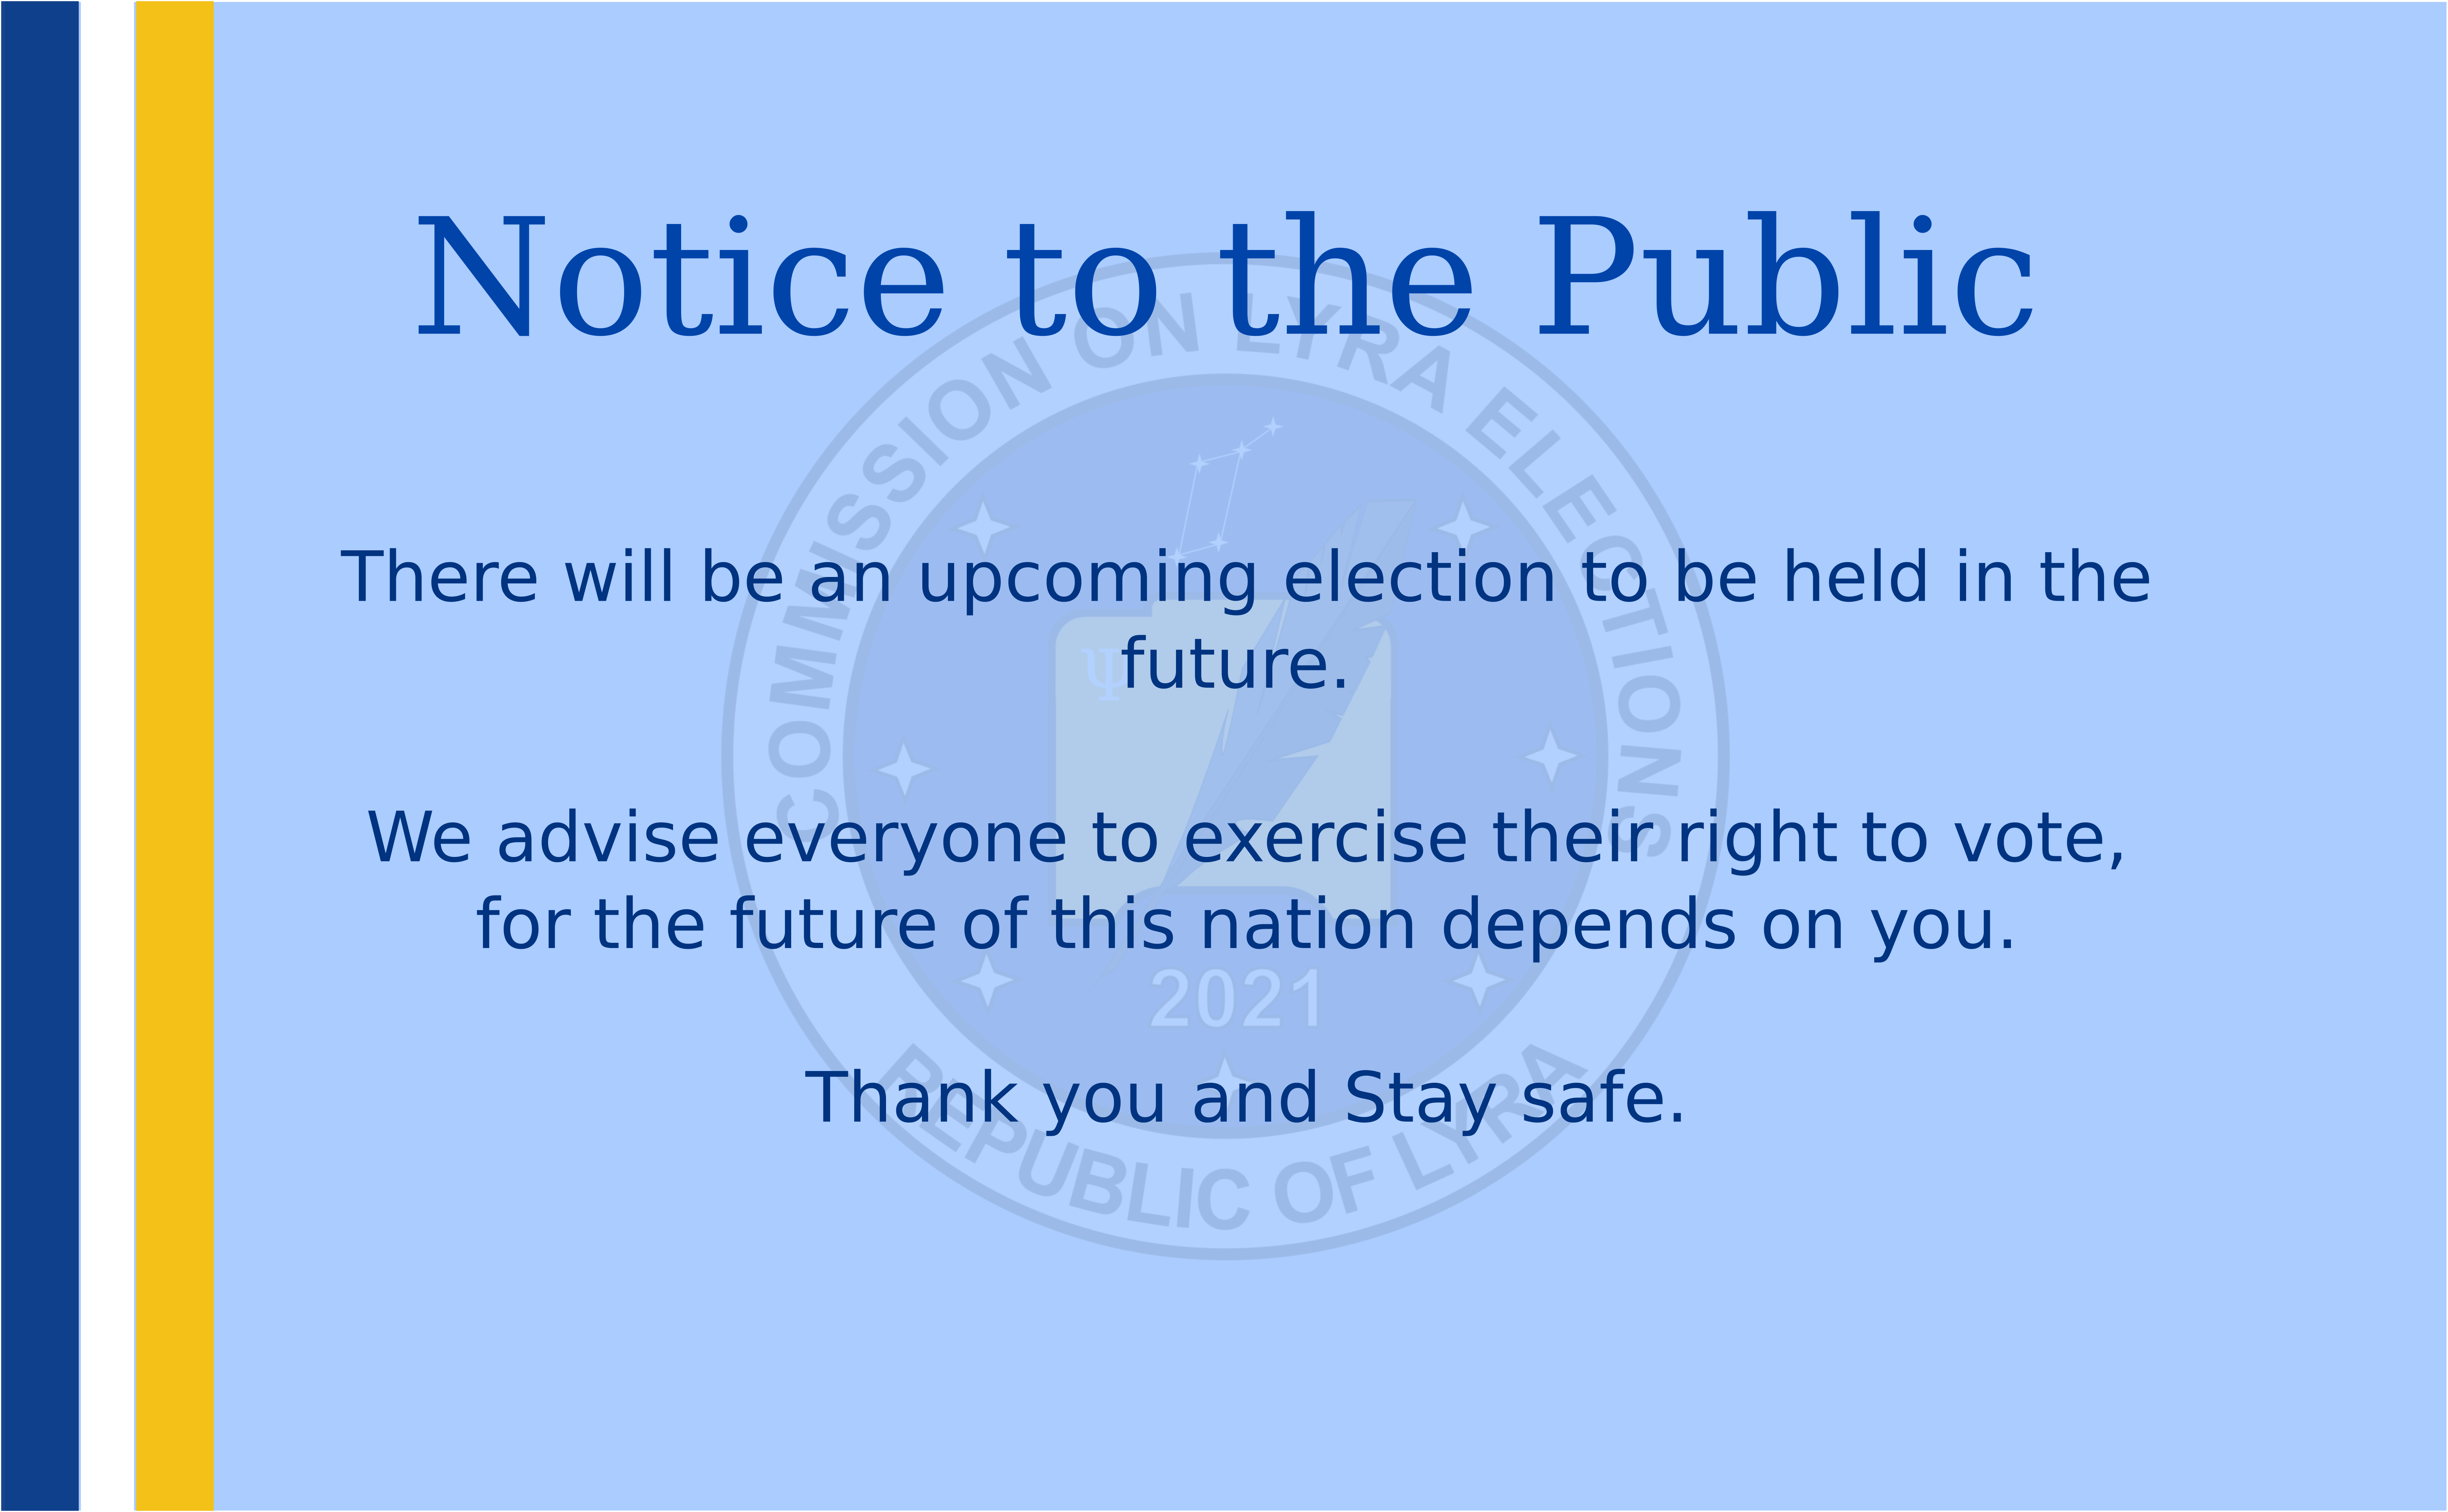 Notice to the Public
COMMISSION ON LYRA ELECTIONS
There will be an upcoming election to be held in the
future.
Ψ
We advise everyone to exercise their right to vote,
for the future of this nation depends on you.
2021
Thank you and Stay safe.
REPUBLIC OF LYRA